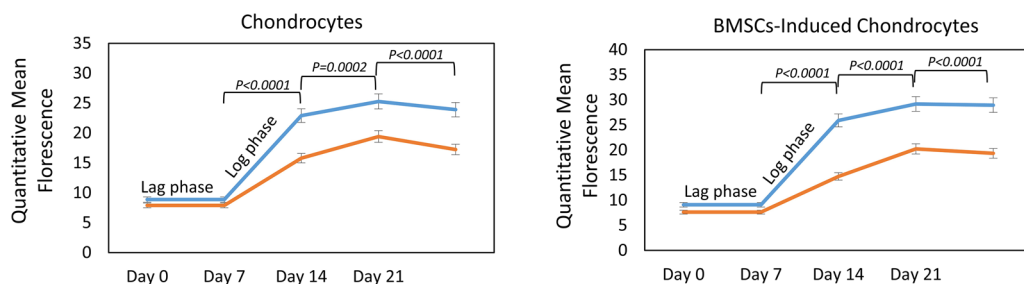 Chondrocytes
Quantitative Mean
Florescence
35
30
25
20
15
10
5
0
P<0.0001
P=0.0002
P<0.0001
Lag phase
Log phase
Day 0 Day 7 Day 14 Day 21
BMSCs-Induced Chondrocytes
Quantitative Mean
Florescence
40
35
30
25
20
15
10
5
0
P<0.0001
P<0.0001
P<0.0001
Lag phase
Log phase
Day 0 Day 7 Day 14 Day 21